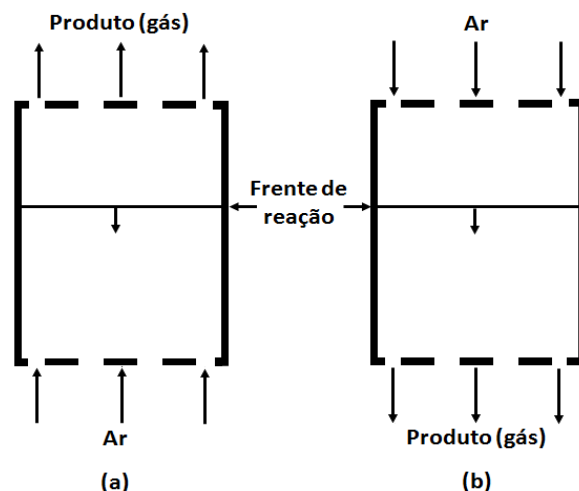 Produto (gás)
Ar
Frente de
reação
Ar
Produto (gás)
(a)
(b)